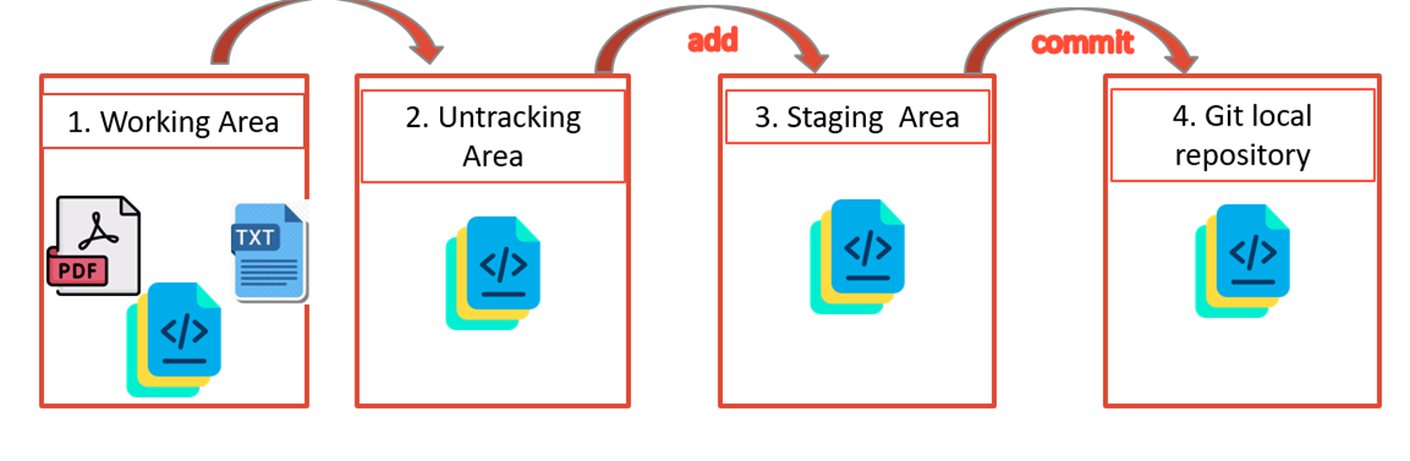 add
commit
1. Working Area
2. Untracking
Area
3. Staging  Area
4. Git local
repository
PDF
TXT
</>
</>
</>
</>